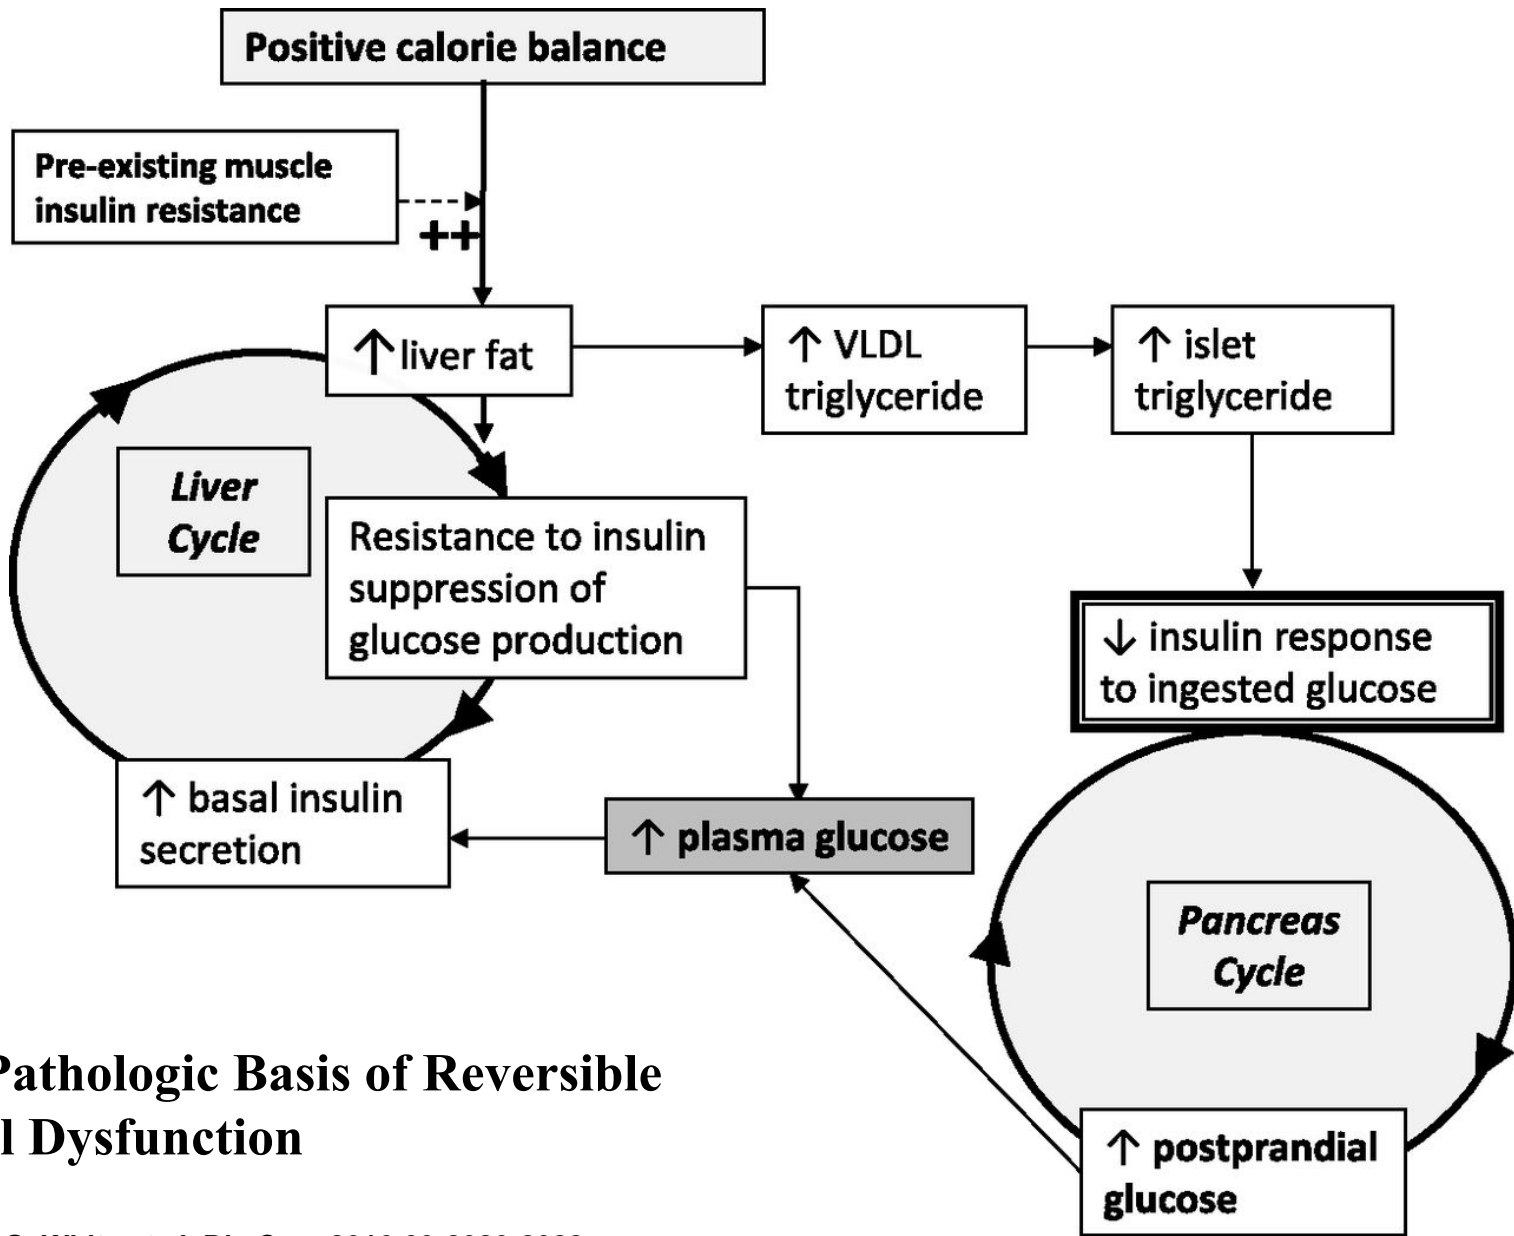 Positive calorie balance
Pre-existing muscle
insulin resistance
++
↑ liver fat
↑ VLDL
triglyceride
↑ islet
triglyceride
Liver
Cycle
Resistance to insulin
suppression of
glucose production
↓ insulin response
to ingested glucose
↑ basal insulin
secretion
↑ plasma glucose
Pancreas
Cycle
↑ postprandial
glucose
Pathologic Basis of Reversible
l Dysfunction